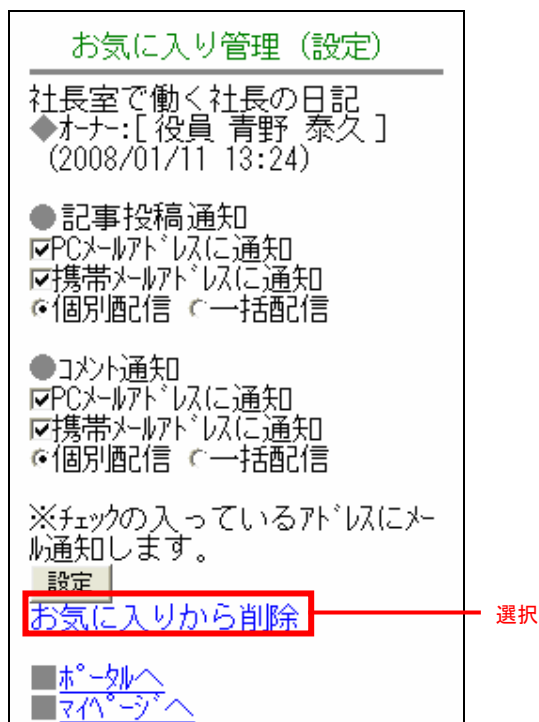 お気に入り管理（設定）
社長室で働く社長の日記
◆ｵｰﾅｰ:[ 役員 青野 泰久 ]
(2008/01/11 13:24)
●記事投稿通知
PCﾒｰﾙｱﾄﾞﾚｽに通知
携帯ﾒｰﾙｱﾄﾞﾚｽに通知
個別配信 一括配信
●ｺﾒﾝﾄ通知
PCﾒｰﾙｱﾄﾞﾚｽに通知
携帯ﾒｰﾙｱﾄﾞﾚｽに通知
個別配信 一括配信
※ﾁｪｯｸの入っているｱﾄﾞﾚｽにﾒｰ
ﾙ通知します。
設定
お気に入りから削除
選択
■ﾎﾟｰﾀﾙへ
■ﾏｲﾍﾟｰｼﾞへ